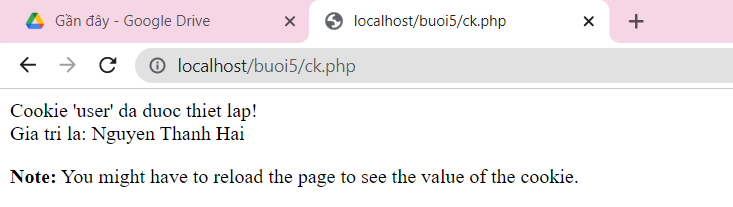 Gần đây - Google Drive
localhost/buoi5/ck.php
localhost/buoi5/ck.php
Cookie 'user' da duoc thiet lap!
Gia tri la: Nguyen Thanh Hai
Note: You might have to reload the page to see the value of the cookie.